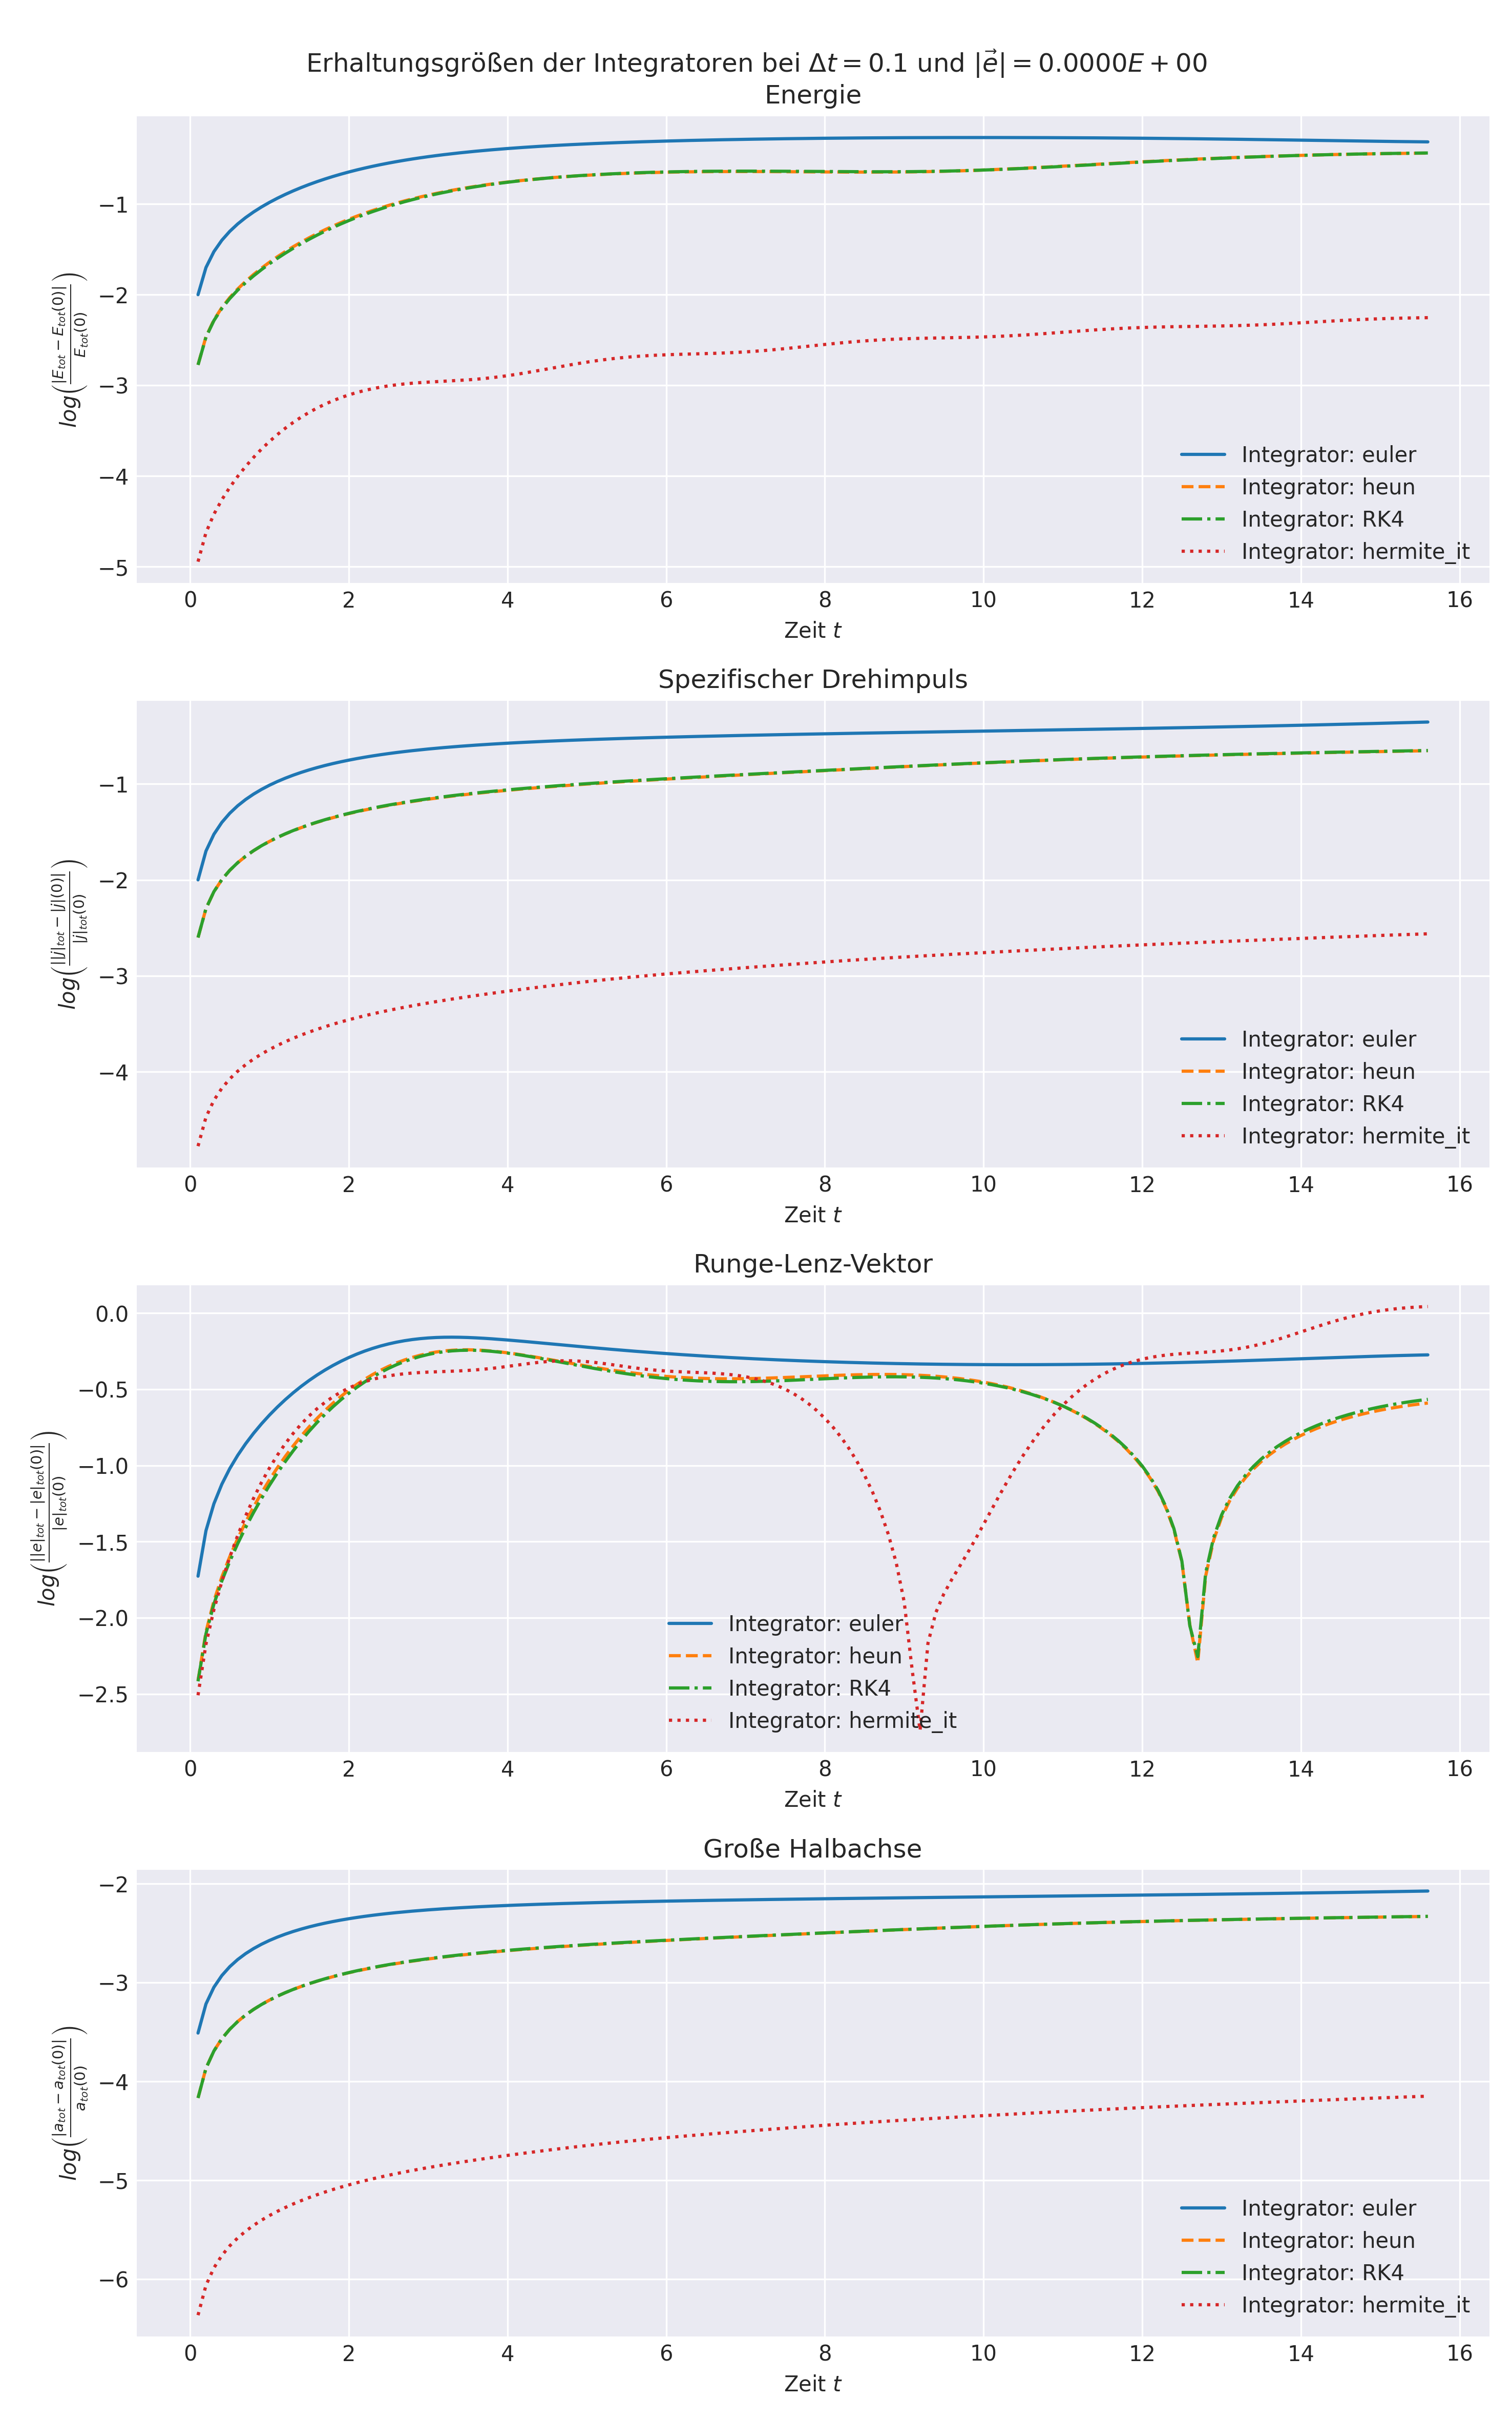 Erhaltungsgrößen der Integratoren bei Δt = 0.1 und |e⃗| = 0.0000E + 00
Energie
log(|E_tot − E_tot(0)| / E_tot(0))
−1
−2
−3
−4
−5
Integrator: euler
Integrator: heun
Integrator: RK4
Integrator: hermite_it
0 2 4 6 8 10 12 14 16
Zeit t
Spezifischer Drehimpuls
log(||j|_tot − |j|(0)| / |j|_tot(0))
−1
−2
−3
−4
Integrator: euler
Integrator: heun
Integrator: RK4
Integrator: hermite_it
0 2 4 6 8 10 12 14 16
Zeit t
Runge-Lenz-Vektor
log(||e|_tot − |e|_tot(0)| / |e|_tot(0))
0.0
−0.5
−1.0
−1.5
−2.0
−2.5
Integrator: euler
Integrator: heun
Integrator: RK4
Integrator: hermite_it
0 2 4 6 8 10 12 14 16
Zeit t
Große Halbachse
log(|a_tot − a_tot(0)| / a_tot(0))
−2
−3
−4
−5
−6
Integrator: euler
Integrator: heun
Integrator: RK4
Integrator: hermite_it
0 2 4 6 8 10 12 14 16
Zeit t